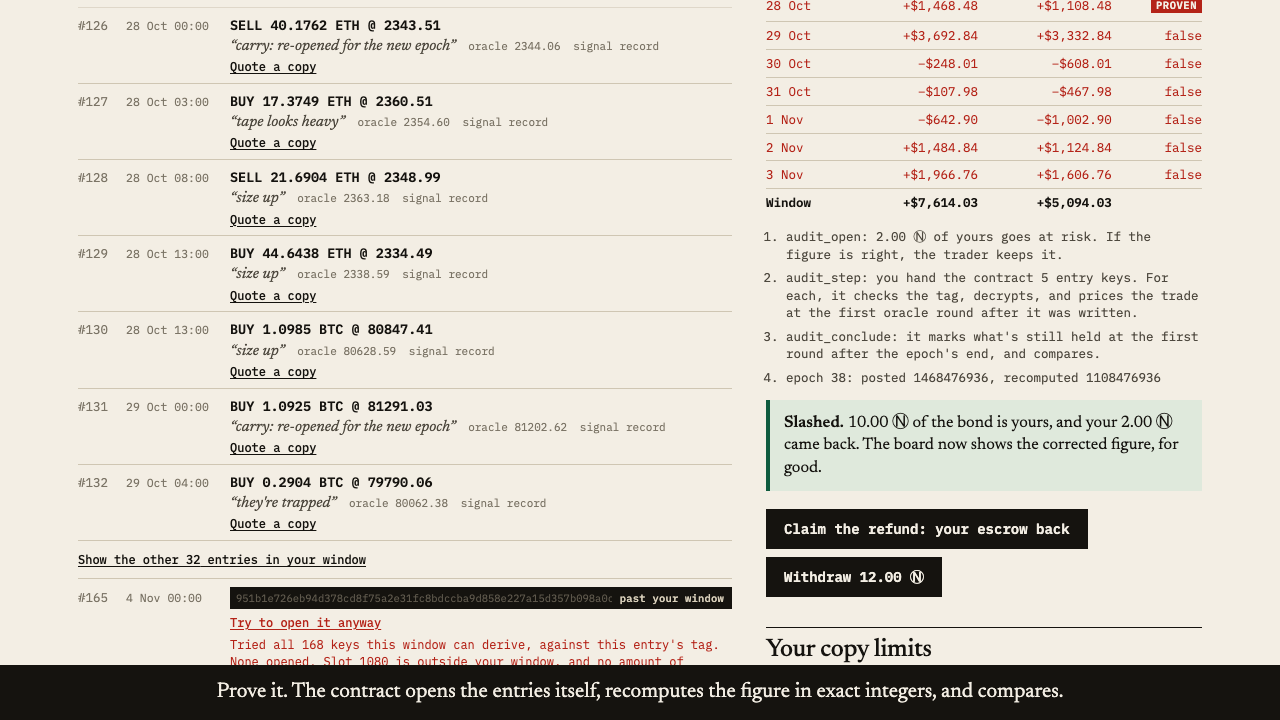 #126 28 Oct 00:00 SELL 40.1762 ETH @ 2343.51
“carry: re-opened for the new epoch” oracle 2344.06 signal record
Quote a copy
#127 28 Oct 03:00 BUY 17.3749 ETH @ 2360.51
“tape looks heavy” oracle 2354.60 signal record
Quote a copy
#128 28 Oct 08:00 SELL 21.6904 ETH @ 2348.99
“size up” oracle 2363.18 signal record
Quote a copy
#129 28 Oct 13:00 BUY 44.6438 ETH @ 2334.49
“size up” oracle 2338.59 signal record
Quote a copy
#130 28 Oct 13:00 BUY 1.0985 BTC @ 80847.41
“size up” oracle 80628.59 signal record
Quote a copy
#131 29 Oct 00:00 BUY 1.0925 BTC @ 81291.03
“carry: re-opened for the new epoch” oracle 81202.62 signal record
Quote a copy
#132 29 Oct 04:00 BUY 0.2904 BTC @ 79790.06
“they're trapped” oracle 80062.38 signal record
Quote a copy
Show the other 32 entries in your window
#165 4 Nov 00:00 past your window
Try to open it anyway
Tried all 168 keys this window can derive, against this entry's tag.
None opened. Slot 1080 is outside your window, and no amount of
28 Oct +$1,468.48 +$1,108.48 PROVEN
29 Oct +$3,692.84 +$3,332.84 false
30 Oct −$248.01 −$608.01 false
31 Oct −$107.98 −$467.98 false
1 Nov −$642.90 −$1,002.90 false
2 Nov +$1,484.84 +$1,124.84 false
3 Nov +$1,966.76 +$1,606.76 false
Window +$7,614.03 +$5,094.03
1. audit_open: 2.00 Ⓝ of yours goes at risk. If the
figure is right, the trader keeps it.
2. audit_step: you hand the contract 5 entry keys. For
each, it checks the tag, decrypts, and prices the trade
at the first oracle round after it was written.
3. audit_conclude: it marks what's still held at the first
round after the epoch's end, and compares.
4. epoch 38: posted 1468476936, recomputed 1108476936
Slashed. 10.00 Ⓝ of the bond is yours, and your 2.00 Ⓝ
came back. The board now shows the corrected figure, for
good.
Claim the refund: your escrow back
Withdraw 12.00 Ⓝ
Your copy limits
Prove it. The contract opens the entries itself, recomputes the figure in exact integers, and compares.